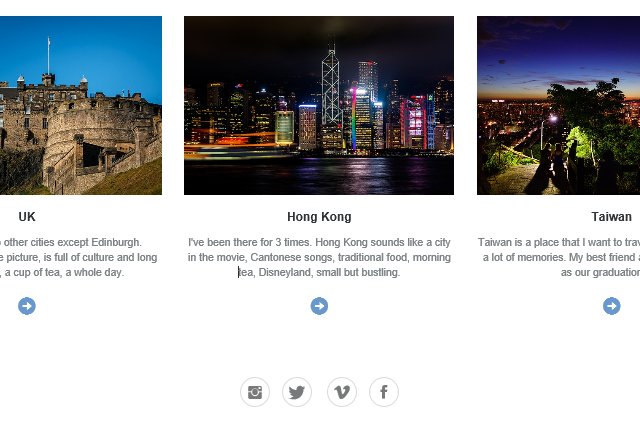 UK
other cities except Edinburgh.
e picture, is full of culture and long
, a cup of tea, a whole day.
Hong Kong
I've been there for 3 times. Hong Kong sounds like a city
in the movie, Cantonese songs, traditional food, morning
tea, Disneyland, small but bustling.
Taiwan
Taiwan is a place that I want to trav
a lot of memories. My best friend
as our graduation